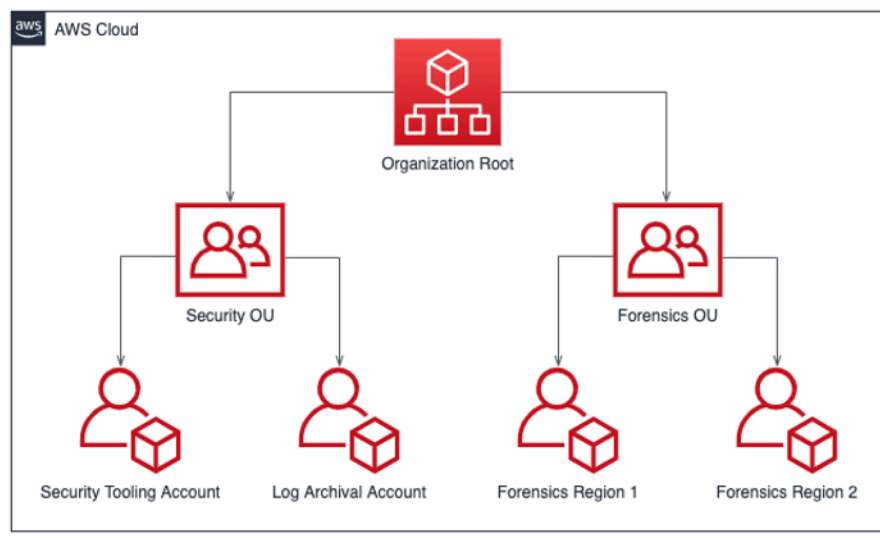 aws
AWS Cloud
Organization Root
Security OU
Forensics OU
Security Tooling Account
Log Archival Account
Forensics Region 1
Forensics Region 2